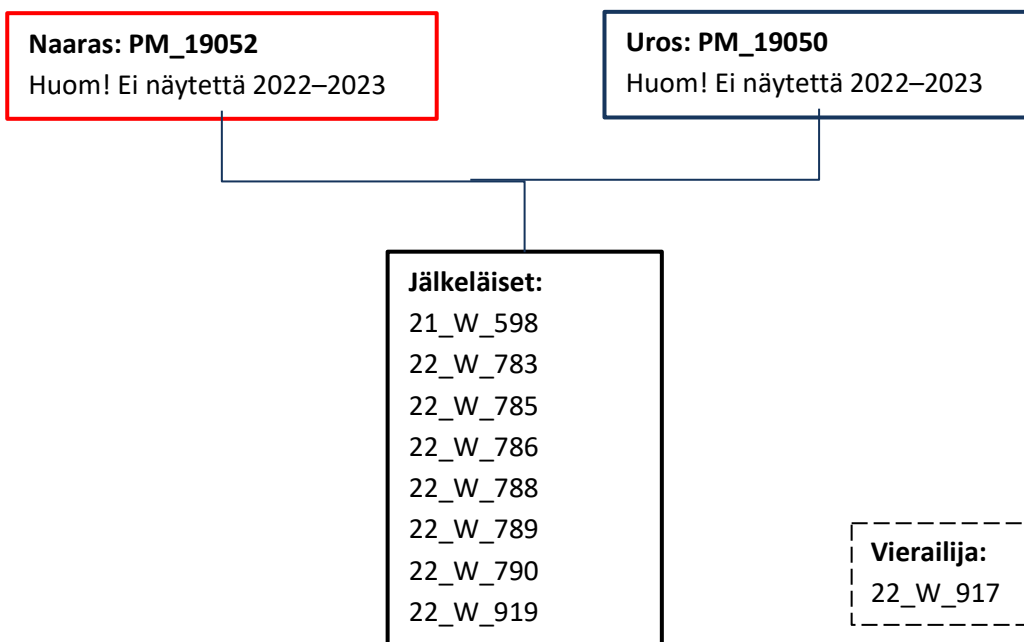 Naaras: PM_19052
Huom! Ei näytettä 2022–2023
Uros: PM_19050
Huom! Ei näytettä 2022–2023
Jälkeläiset:
21_W_598
22_W_783
22_W_785
22_W_786
22_W_788
22_W_789
22_W_790
22_W_919
Vierailija:
22_W_917